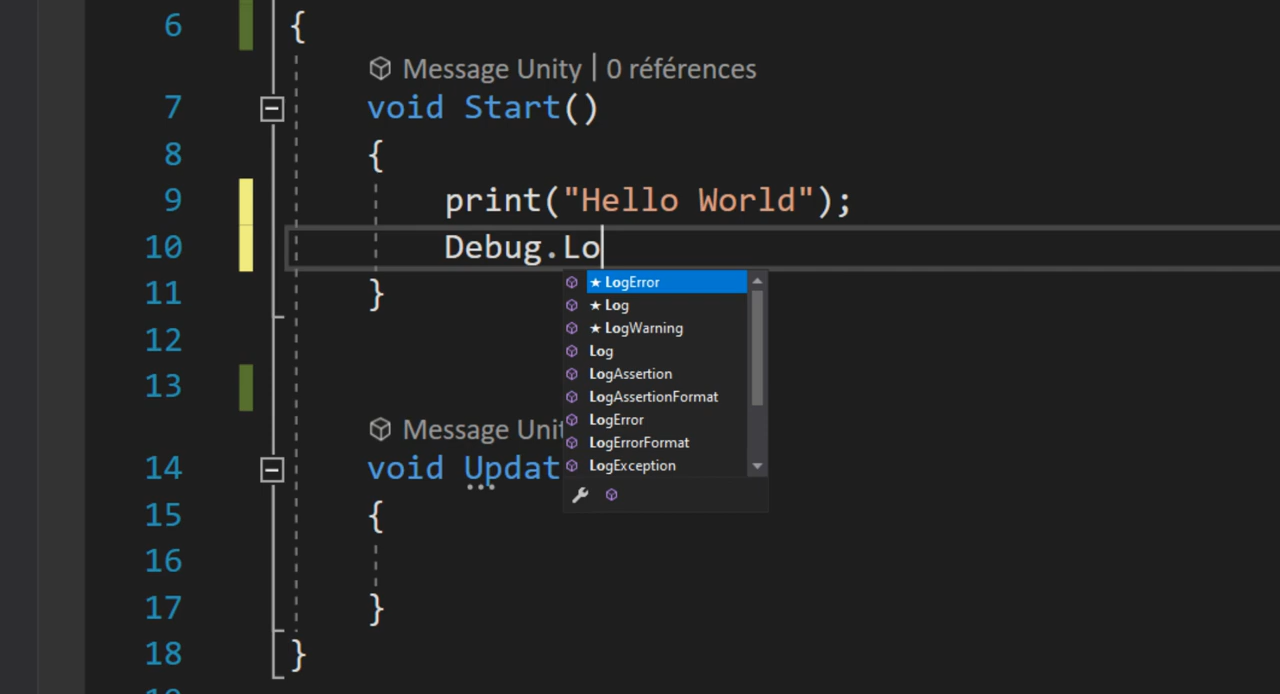 6 {
Message Unity | 0 références
7 void Start()
8 {
9 print("Hello World");
10 Debug.Lo
★ LogError
11 }
★ Log
★ LogWarning
12
Log
LogAssertion
13
LogAssertionFormat
LogError
Message Unit
LogErrorFormat
14 void Updat
LogException
15 {
16
17 }
18 }